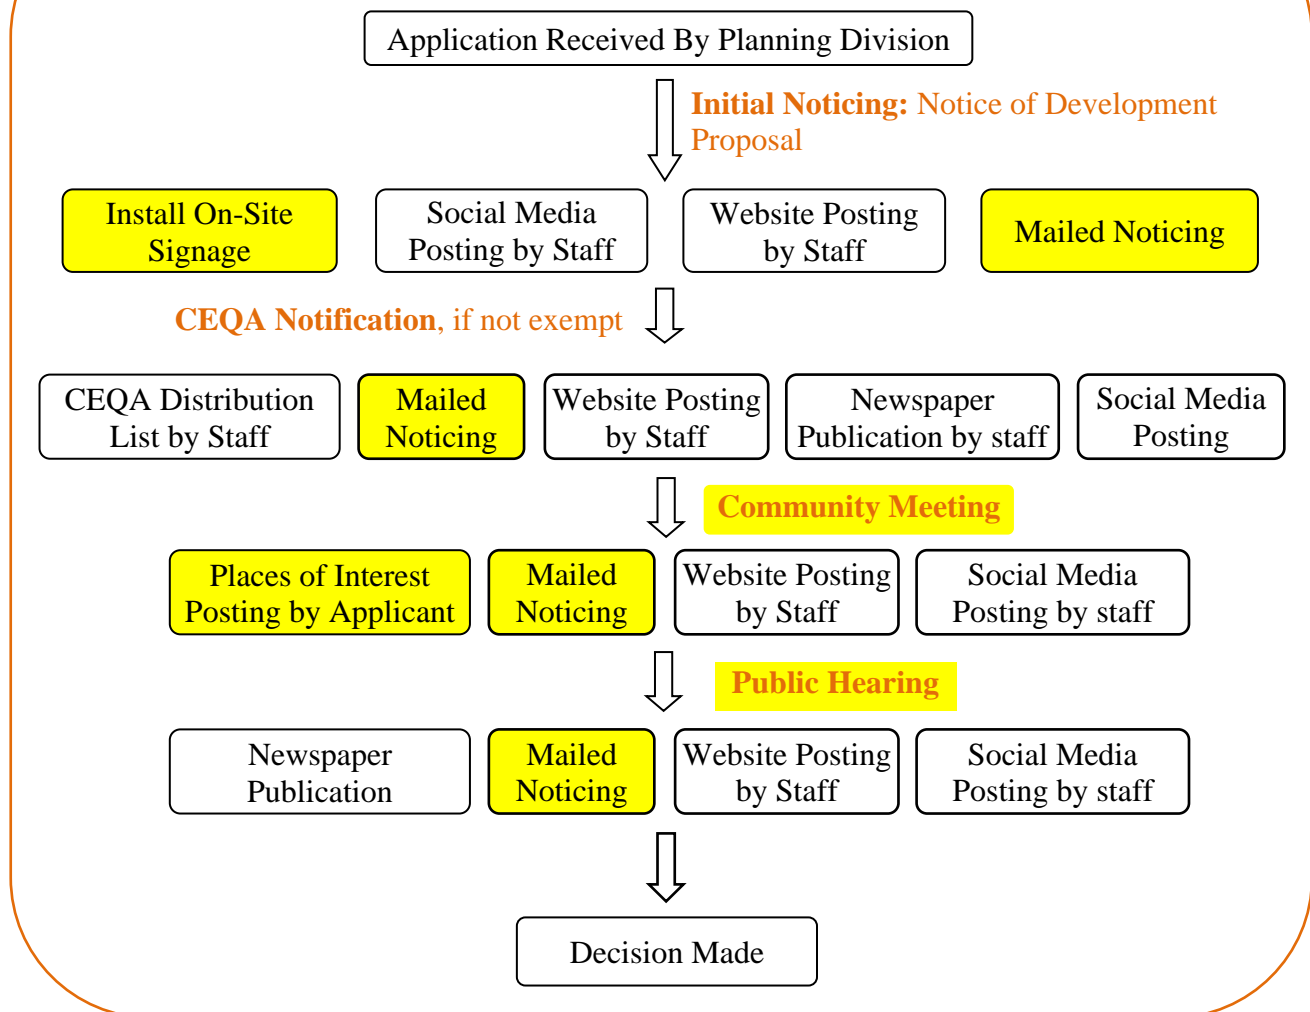 Application Received By Planning Division
Initial Noticing: Notice of Development
Proposal
Install On-Site
Signage
Social Media
Posting by Staff
Website Posting
by Staff
Mailed Noticing
CEQA Notification, if not exempt
CEQA Distribution
List by Staff
Mailed
Noticing
Website Posting
by Staff
Newspaper
Publication by staff
Social Media
Posting
Community Meeting
Places of Interest
Posting by Applicant
Mailed
Noticing
Website Posting
by Staff
Social Media
Posting by staff
Public Hearing
Newspaper
Publication
Mailed
Noticing
Website Posting
by Staff
Social Media
Posting by staff
Decision Made